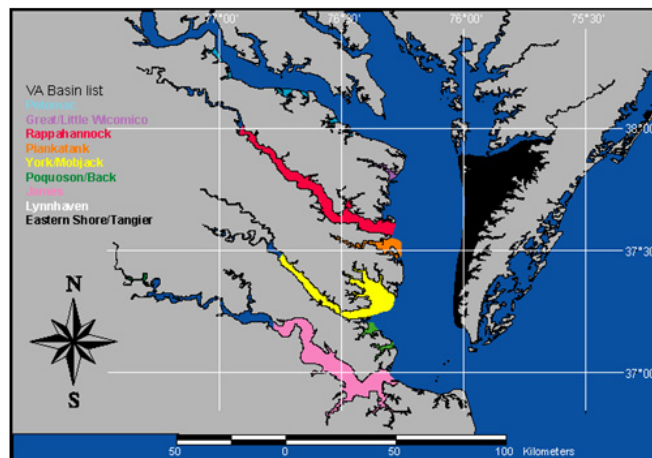 77°00' 76°30' 76°00' 75°30'
VA Basin list
Potomac
Great/Little Wicomico
Rappahannock
Piankatank
York/Mobjack
Poquoson/Back
James
Lynnhaven
Eastern Shore/Tangier
38°00'
37°30'
37°00'
N
S
50 0 50 100 Kilometers